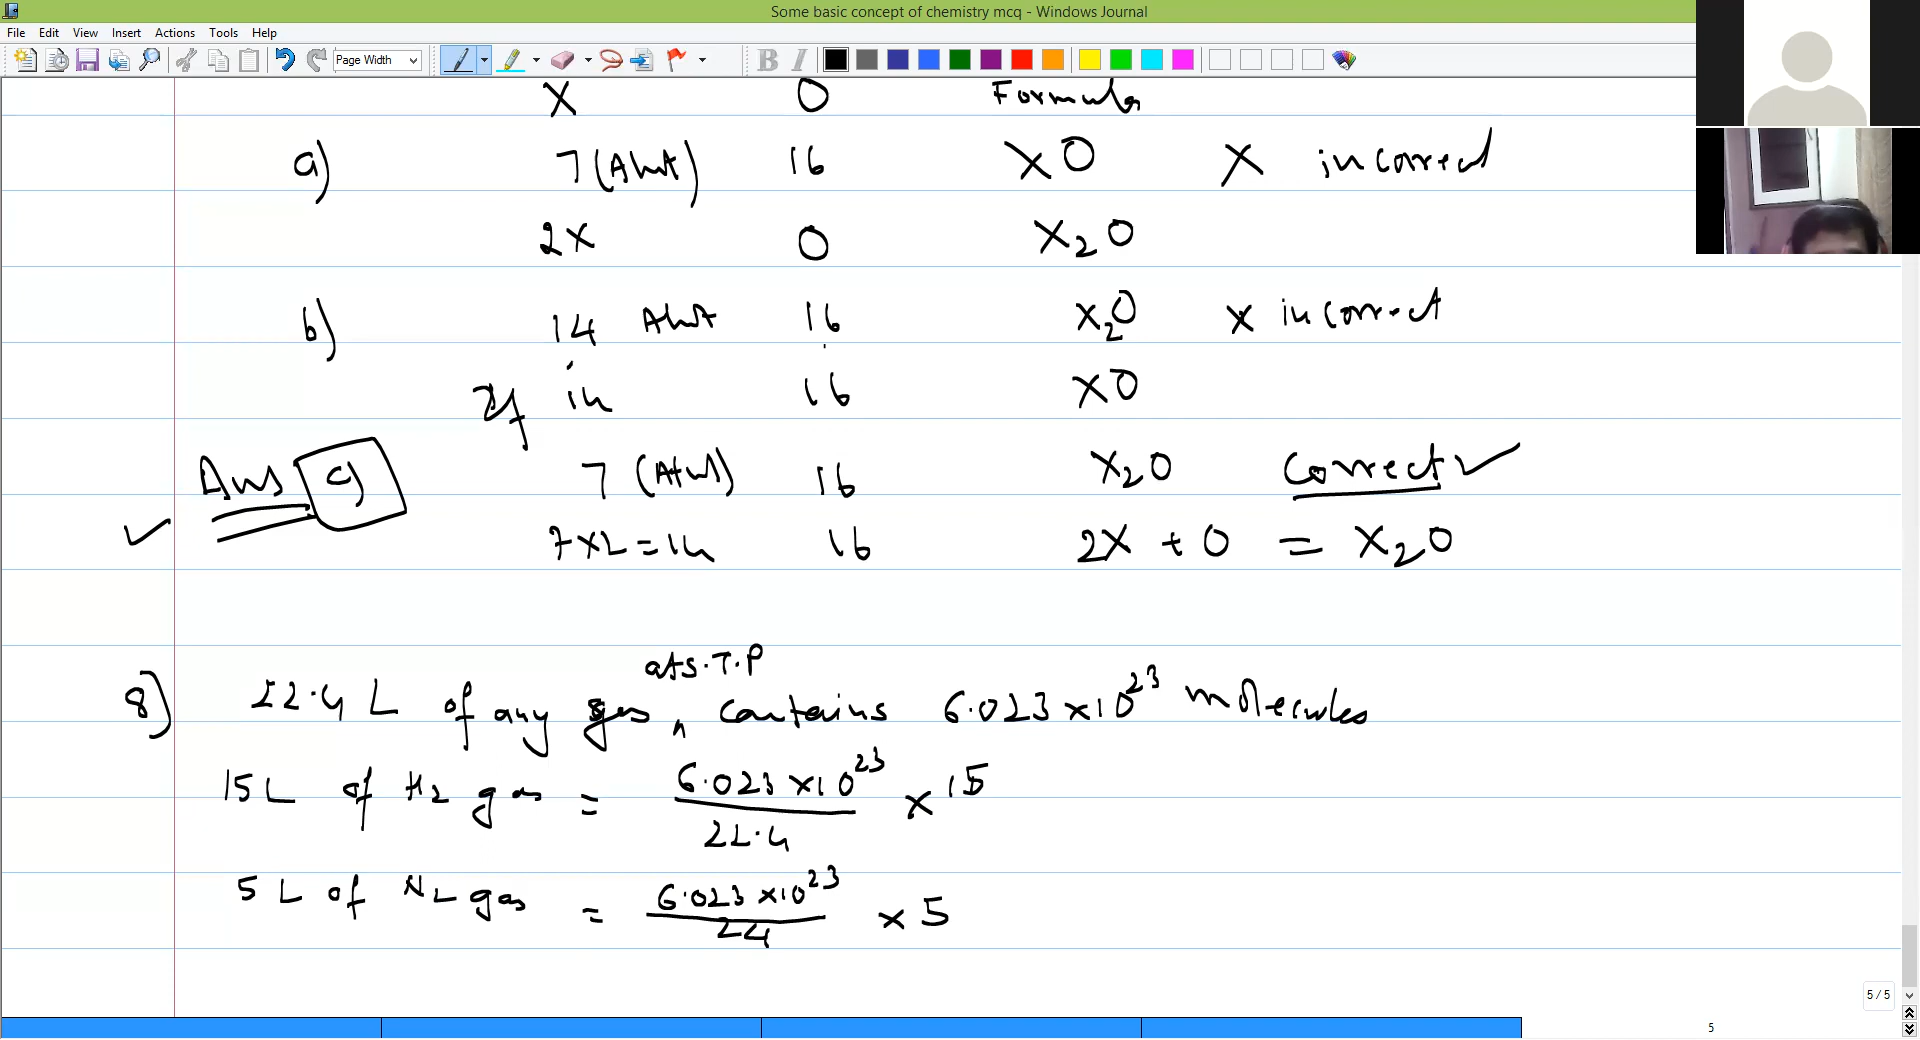 Some basic concept of chemistry mcq - Windows Journal
File Edit View Insert Actions Tools Help
Page Width B I
X O Formula
a) 7 (At wt) 16 XO X incorrect
2X O X₂O
b) 14 At wt 16 X₂O X incorrect
If 14 16 XO
Ans c) 7 (At wt) 16 X₂O Correct ✓
✓ 7×2=14 16 2X + O = X₂O
at S.T.P
8) 22.4 L of any gas ∧ contains 6.023×10²³ molecules
15 L of H₂ gas = 6.023×10²³ / 22.4 × 15
5 L of N₂ gas = 6.023×10²³ / 224 × 5
5 / 5
5